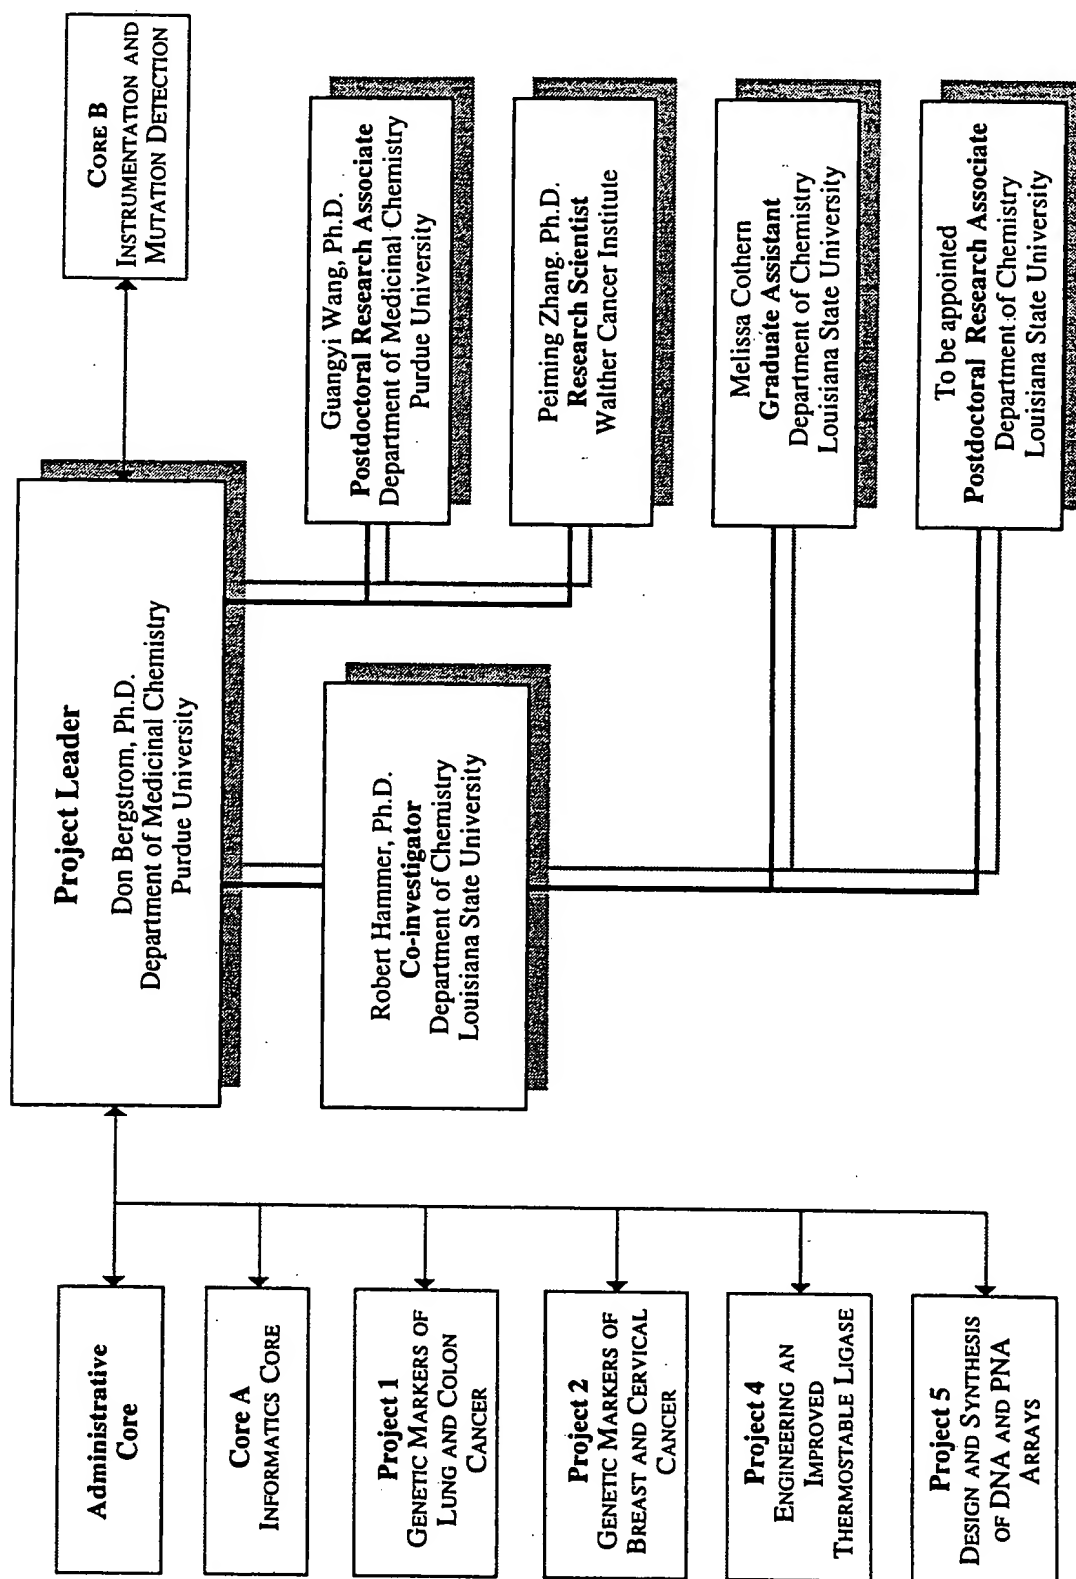 Administrative
Core
Core A
INFORMATICS CORE
Project 1
GENETIC MARKERS OF
LUNG AND COLON
CANCER
Project 2
GENETIC MARKERS OF
BREAST AND CERVICAL
CANCER
Project 4
ENGINEERING AN
IMPROVED
THERMOSTABLE LIGASE
Project 5
DESIGN AND SYNTHESIS
OF DNA AND PNA
ARRAYS
Project Leader
Don Bergstrom, Ph.D.
Department of Medicinal Chemistry
Purdue University
Robert Hammer, Ph.D.
Co-investigator
Department of Chemistry
Louisiana State University
CORE B
INSTRUMENTATION AND
MUTATION DETECTION
Guangyi Wang, Ph.D.
Postdoctoral Research Associate
Department of Medicinal Chemistry
Purdue University
Peiming Zhang. Ph.D.
Research Scientist
Walther Cancer Institute
Melissa Cothern
Graduate Assistant
Department of Chemistry
Louisiana State University
To be appointed
Postdoctoral Research Associate
Department of Chemistry
Louisiana State University